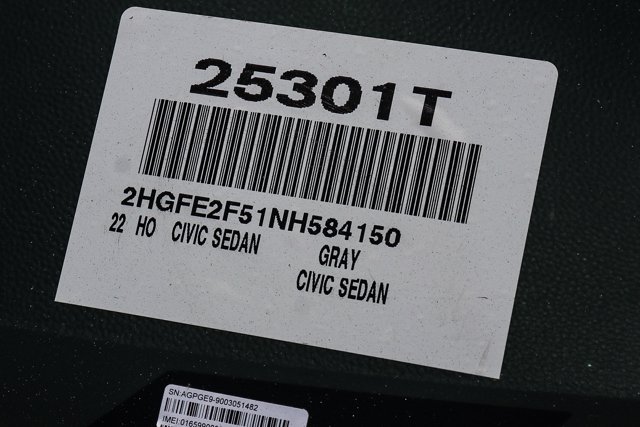 25301T
2HGFE2F51NH584150
22 HO CIVIC SEDAN GRAY
CIVIC SEDAN
SN:AGPGE9-9003051482